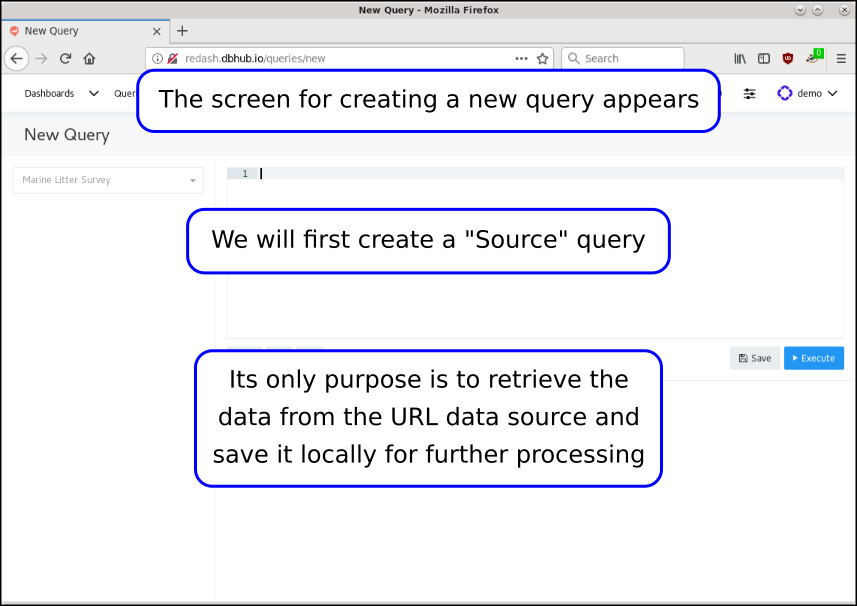 New Query - Mozilla Firefox
New Query
redash.dbhub.io/queries/new
Search
0
Dashboards
demo
The screen for creating a new query appears
New Query
Marine Litter Survey
1
We will first create a "Source" query
Save
Execute
Its only purpose is to retrieve the
data from the URL data source and
save it locally for further processing